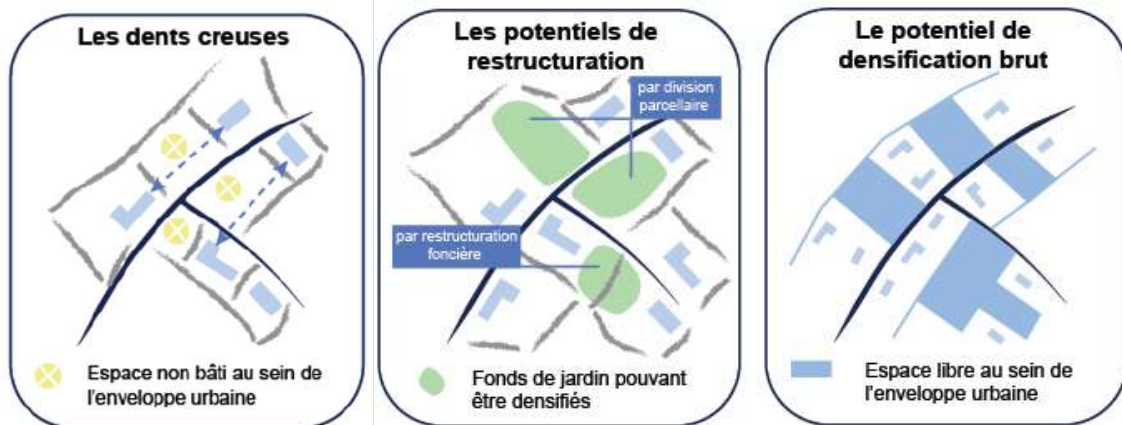 Les dents creuses
Espace non bâti au sein de
l'enveloppe urbaine
Les potentiels de
restructuration
par division
parcellaire
par restructuration
foncière
Fonds de jardin pouvant
être densifiés
Le potentiel de
densification brut
Espace libre au sein de
l'enveloppe urbaine